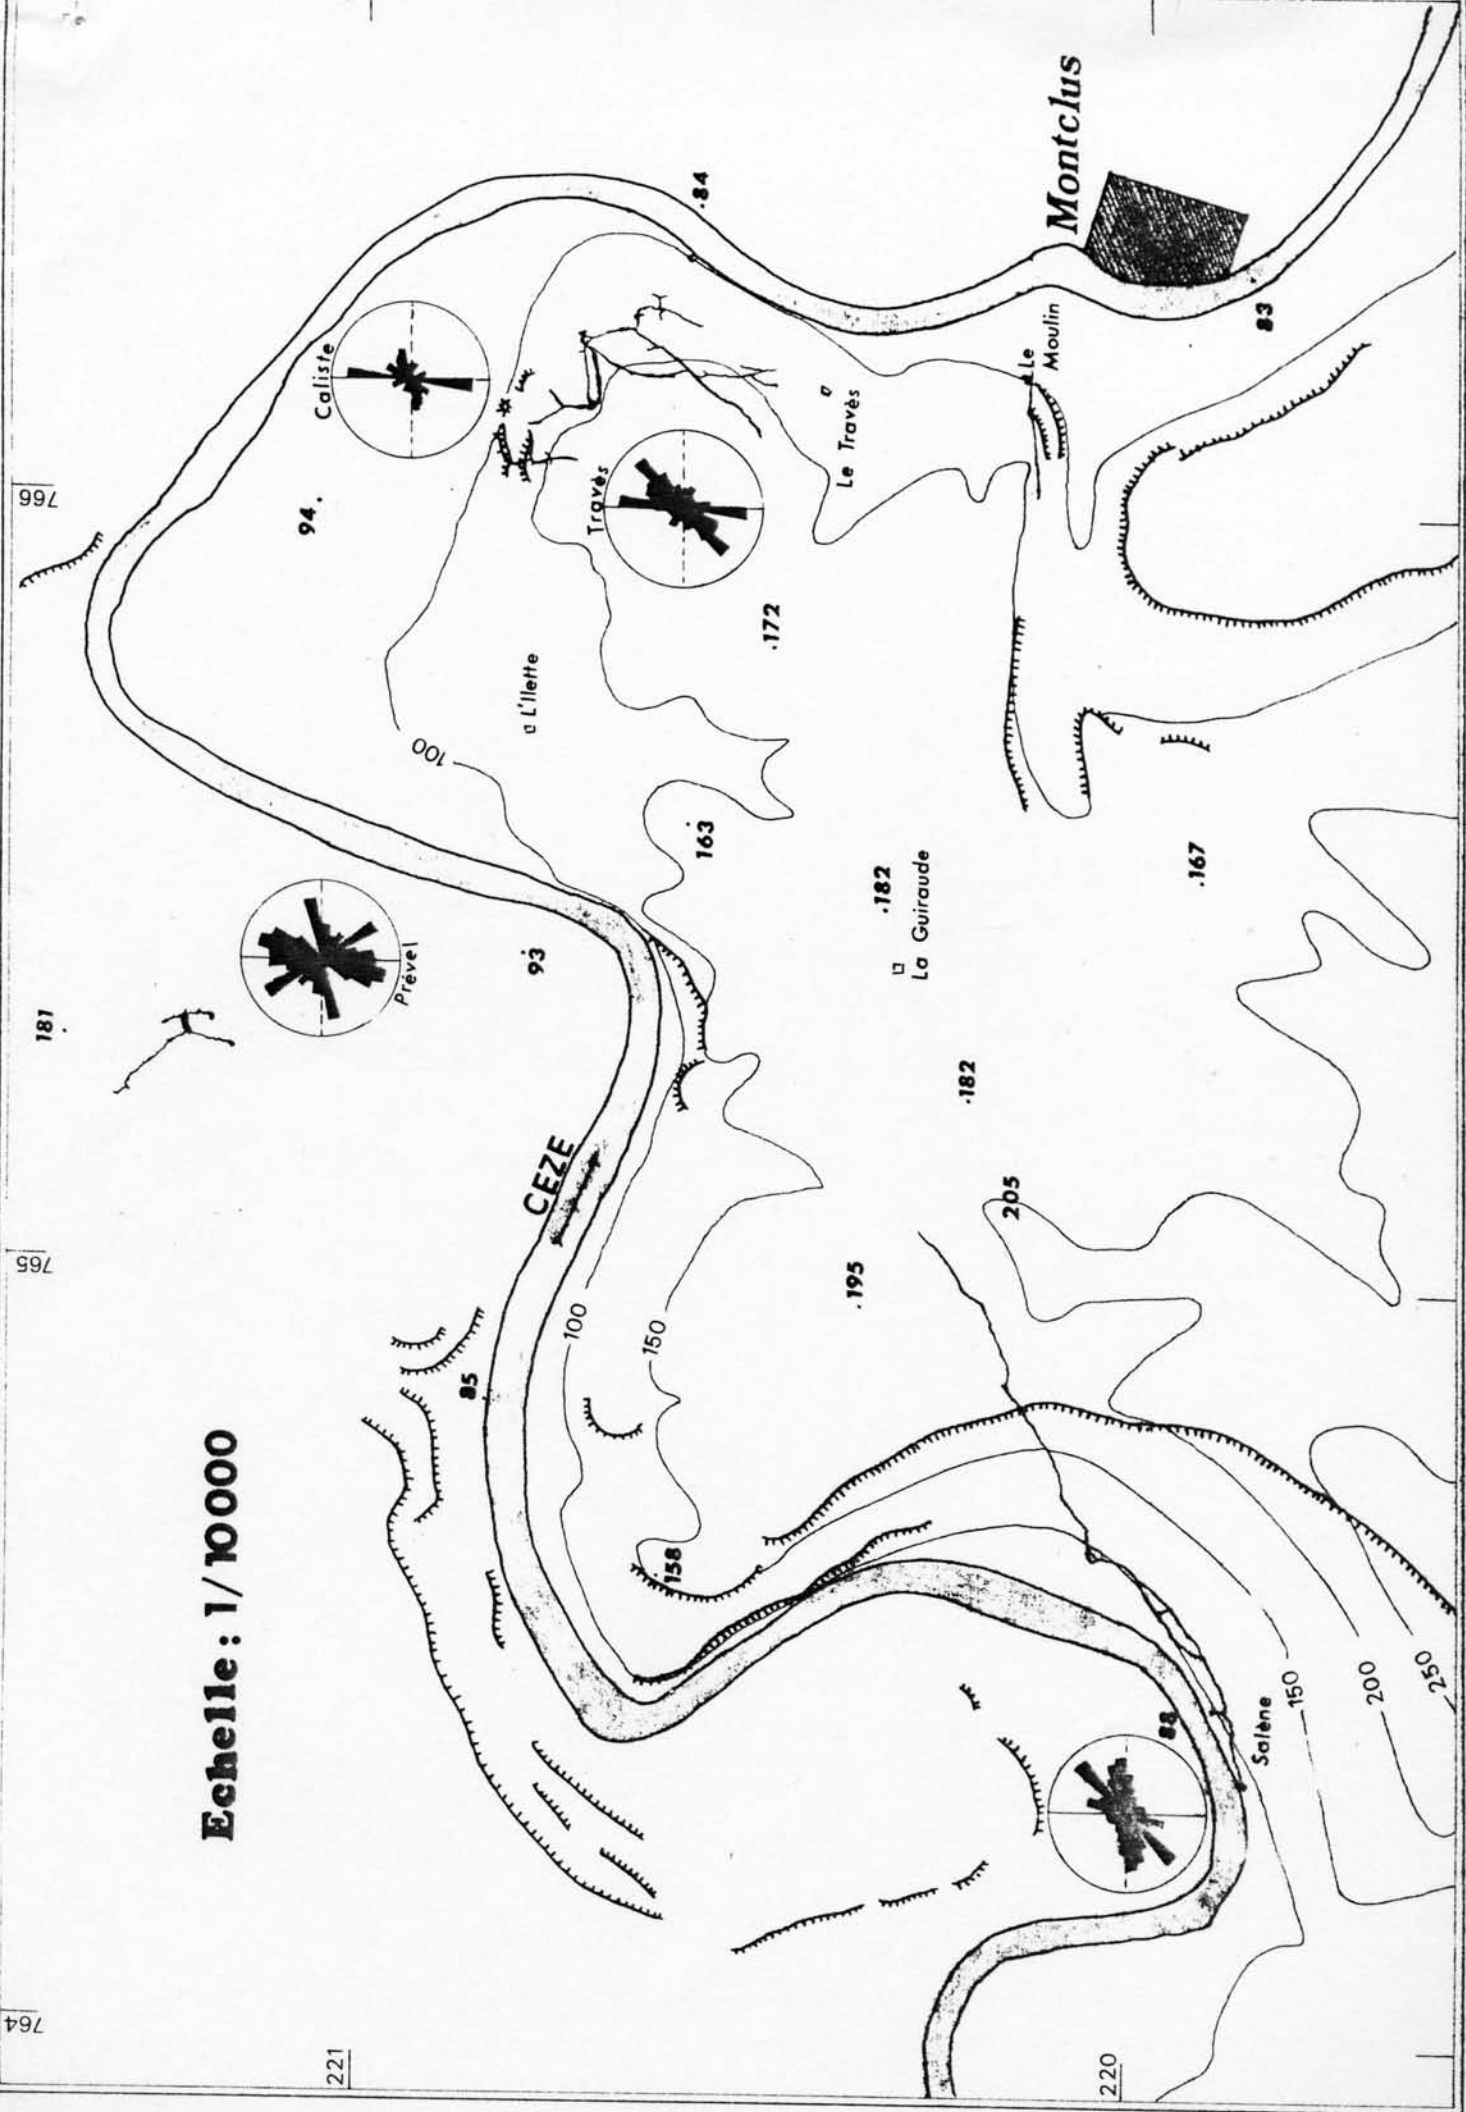 Echelle : 1/10000
764
765
766
221
220
181
Prével
93
CEZE
85
100
150
158
195
205
182
La Guiraude
182
163
167
100
L'Ilette
94
Caliste
Travès
172
Le Travès
84
Montclus
Le
Moulin
83
88
Salène
150
200
250